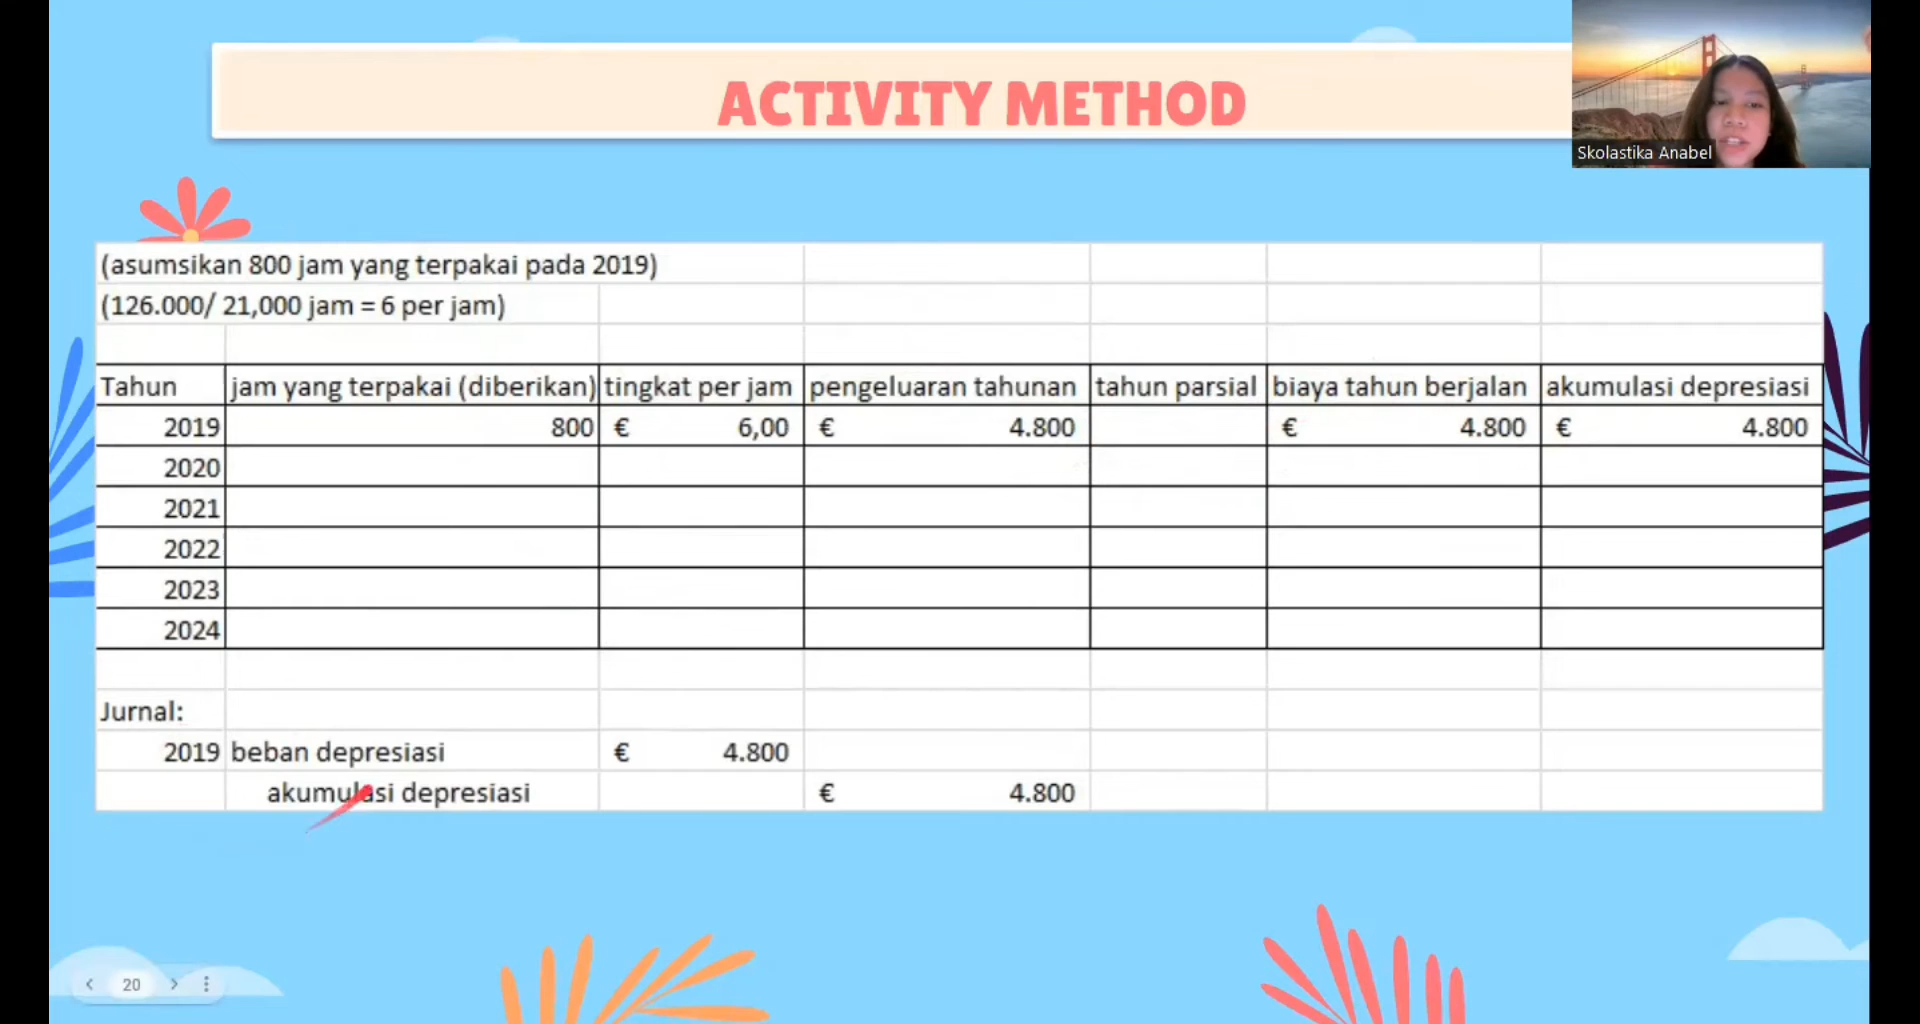 ACTIVITY METHOD
Skolastika Anabel
(asumsikan 800 jam yang terpakai pada 2019)
(126.000/ 21,000 jam = 6 per jam)
Tahun jam yang terpakai (diberikan) tingkat per jam pengeluaran tahunan tahun parsial biaya tahun berjalan akumulasi depresiasi
2019 800 € 6,00 € 4.800 € 4.800 € 4.800
2020
2021
2022
2023
2024
Jurnal:
2019 beban depresiasi € 4.800
akumulasi depresiasi € 4.800
20